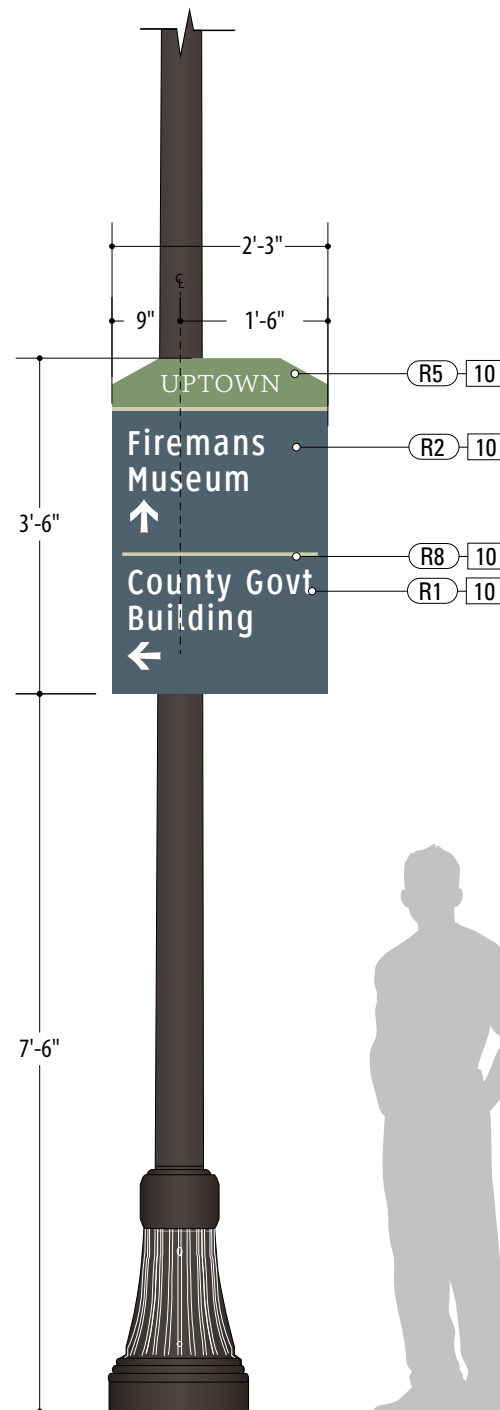 2'-3"
℄
9" 1'-6"
UPTOWN
R5 10
Firemans
Museum
↑
R2 10
3'-6"
R8 10
County Govt
Building
←
R1 10
7'-6"